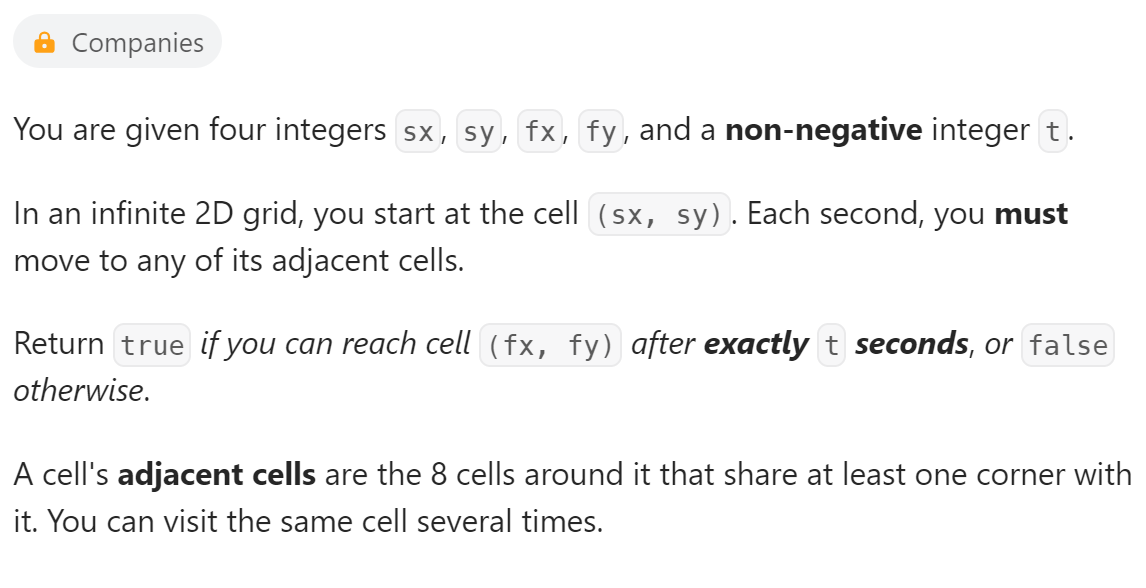 Companies
You are given four integers sx, sy, fx, fy, and a non-negative integer t.
In an infinite 2D grid, you start at the cell (sx, sy). Each second, you must
move to any of its adjacent cells.
Return true if you can reach cell (fx, fy) after exactly t seconds, or false
otherwise.
A cell's adjacent cells are the 8 cells around it that share at least one corner with
it. You can visit the same cell several times.